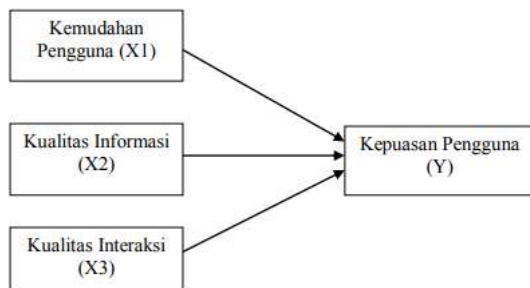 Kemudahan
Pengguna (X1)
Kualitas Informasi
(X2)
Kepuasan Pengguna
(Y)
Kualitas Interaksi
(X3)